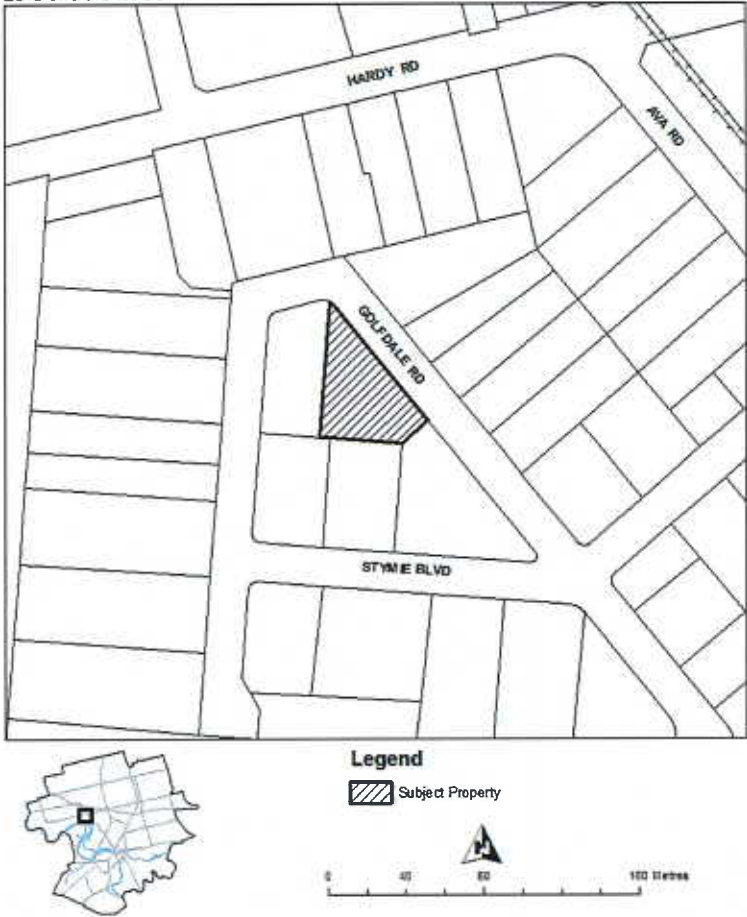 HARDY RD
AVA RD
GOLFDALE RD
STYMIE BLVD
Legend
Subject Property
N
0 40 80 160 Metres